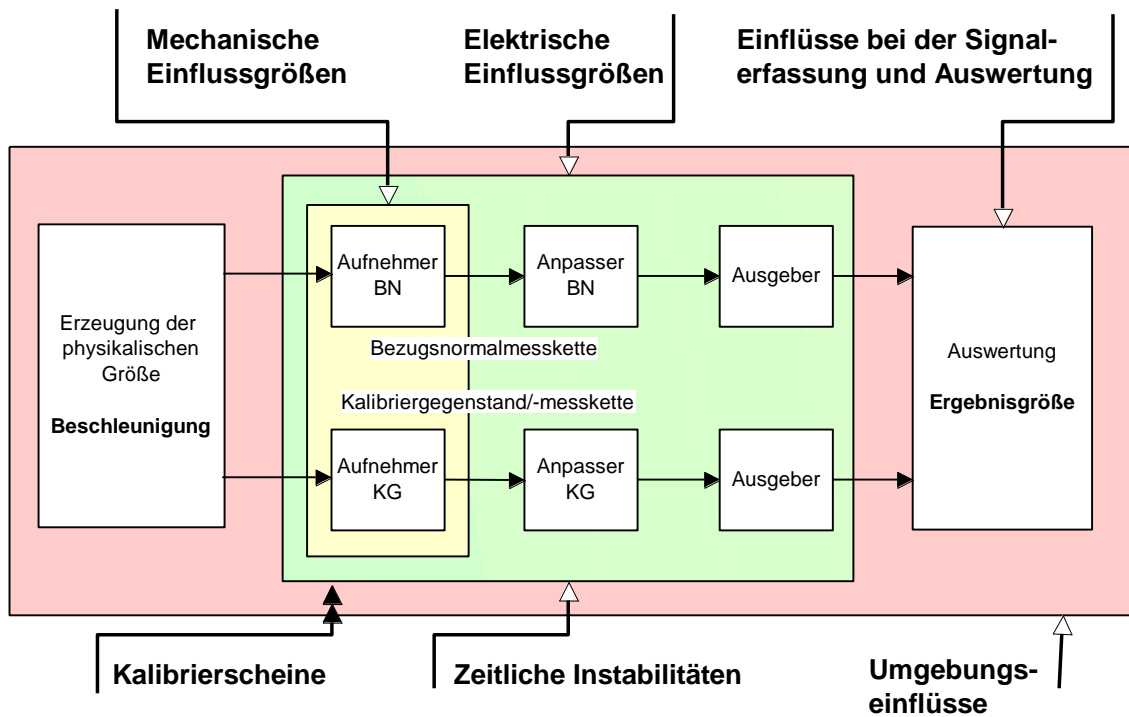 Mechanische
Einflussgrößen
Elektrische
Einflussgrößen
Einflüsse bei der Signal-
erfassung und Auswertung
Erzeugung der
physikalischen
Größe
Beschleunigung
Aufnehmer
BN
Anpasser
BN
Ausgeber
Bezugsnormalmesskette
Kalibriergegenstand/-messkette
Aufnehmer
KG
Anpasser
KG
Ausgeber
Auswertung
Ergebnisgröße
Kalibrierscheine
Zeitliche Instabilitäten
Umgebungs-
einflüsse